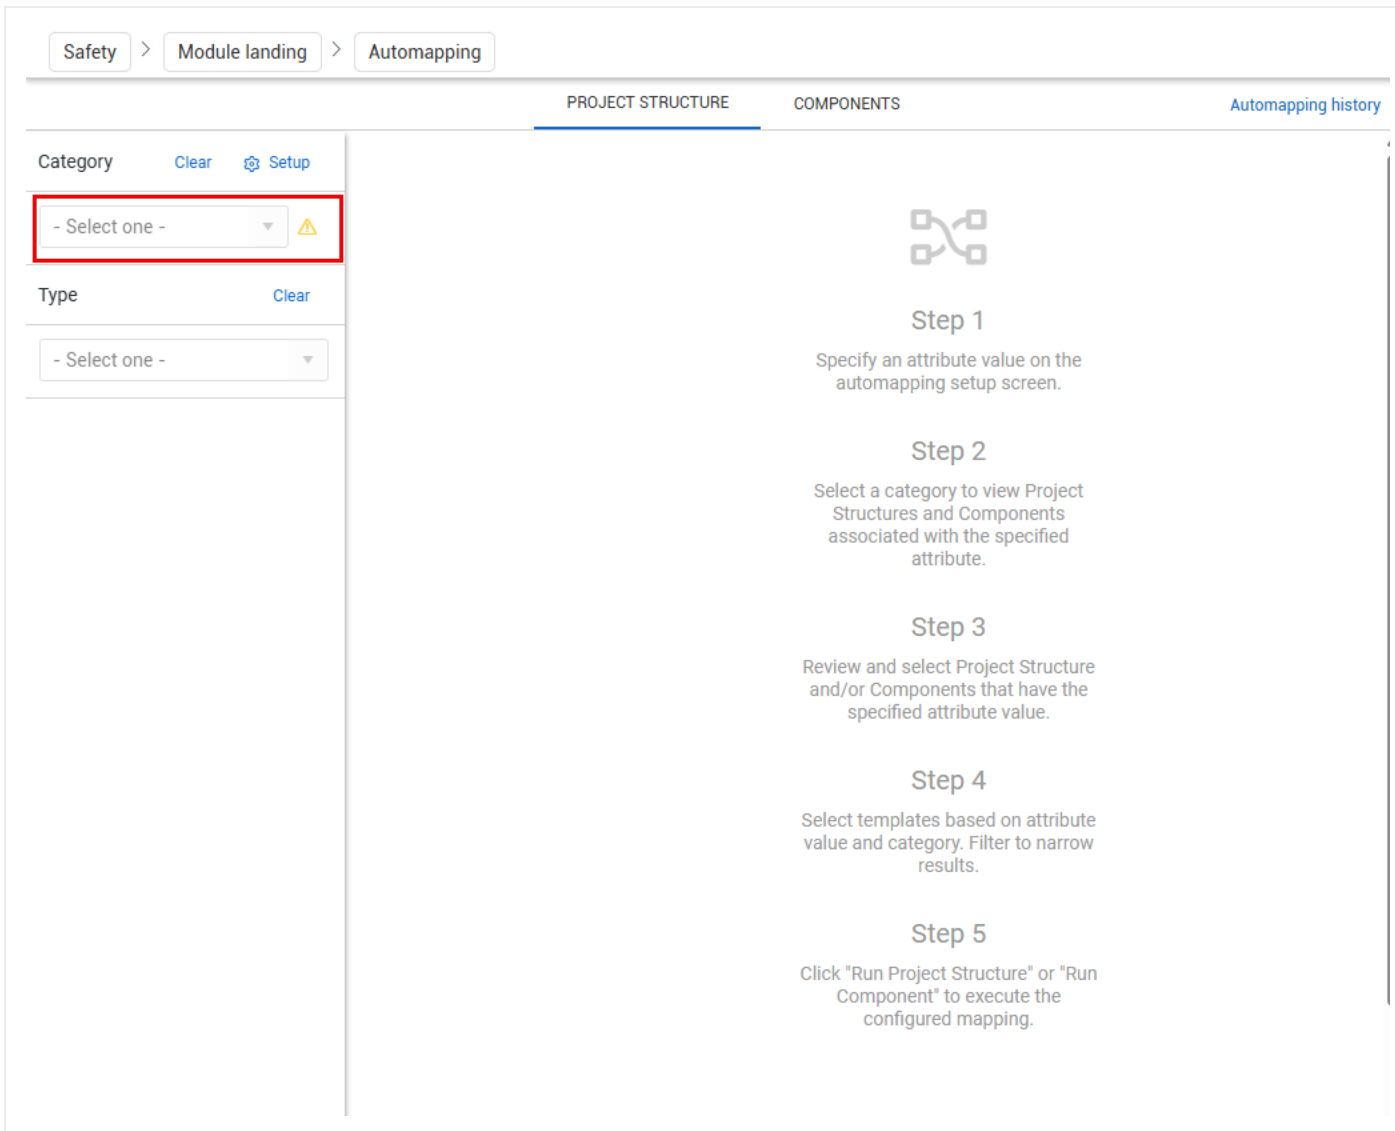 Safety > Module landing > Automapping
PROJECT STRUCTURE COMPONENTS Automapping history
Category Clear Setup
- Select one -
Type Clear
- Select one -
Step 1
Specify an attribute value on the
automapping setup screen.
Step 2
Select a category to view Project
Structures and Components
associated with the specified
attribute.
Step 3
Review and select Project Structure
and/or Components that have the
specified attribute value.
Step 4
Select templates based on attribute
value and category. Filter to narrow
results.
Step 5
Click "Run Project Structure" or "Run
Component" to execute the
configured mapping.